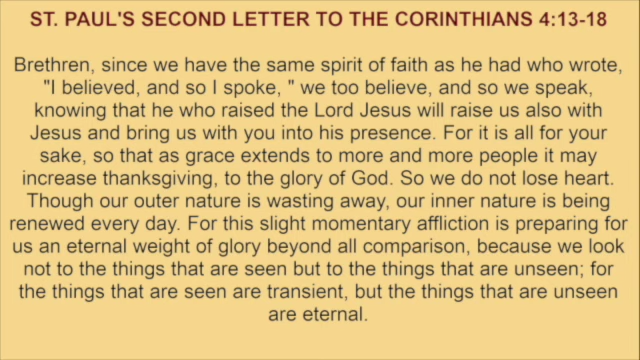 ST. PAUL'S SECOND LETTER TO THE CORINTHIANS 4:13-18
Brethren, since we have the same spirit of faith as he had who wrote,
"I believed, and so I spoke, " we too believe, and so we speak,
knowing that he who raised the Lord Jesus will raise us also with
Jesus and bring us with you into his presence. For it is all for your
sake, so that as grace extends to more and more people it may
increase thanksgiving, to the glory of God. So we do not lose heart.
Though our outer nature is wasting away, our inner nature is being
renewed every day. For this slight momentary affliction is preparing for
us an eternal weight of glory beyond all comparison, because we look
not to the things that are seen but to the things that are unseen; for
the things that are seen are transient, but the things that are unseen
are eternal.